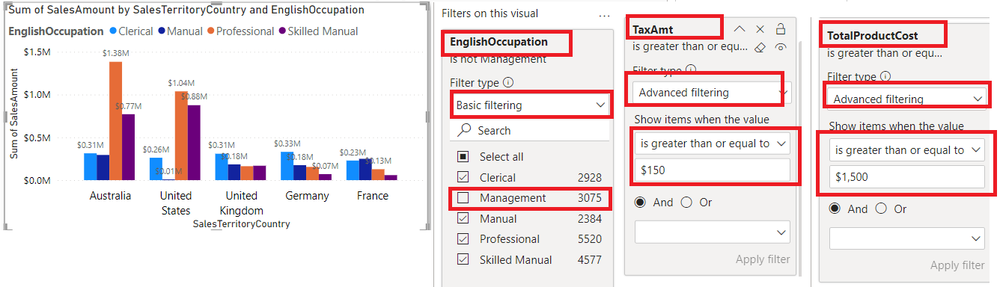 Sum of SalesAmount by SalesTerritoryCountry and EnglishOccupation
EnglishOccupation Clerical Manual Professional Skilled Manual
$1.5M
$1.0M
$0.5M
$0.0M
Sum of SalesAmount
$0.31M
$1.38M
$0.77M
$0.26M
$0.01M
$1.04M
$0.88M
$0.31M
$0.18M
$0.33M
$0.18M
$0.07M
$0.23M
$0.13M
Australia
United States
United Kingdom
Germany
France
SalesTerritoryCountry
Filters on this visual ...
EnglishOccupation
is not Management
Filter type
Basic filtering
Search
Select all
Clerical 2928
Management 3075
Manual 2384
Professional 5520
Skilled Manual 4577
TaxAmt
is greater than or equ...
Filter type
Advanced filtering
Show items when the value
is greater than or equal to
$150
And Or
Apply filter
TotalProductCost
is greater than or equ...
Filter type
Advanced filtering
Show items when the value
is greater than or equal to
$1,500
And Or
Apply filter